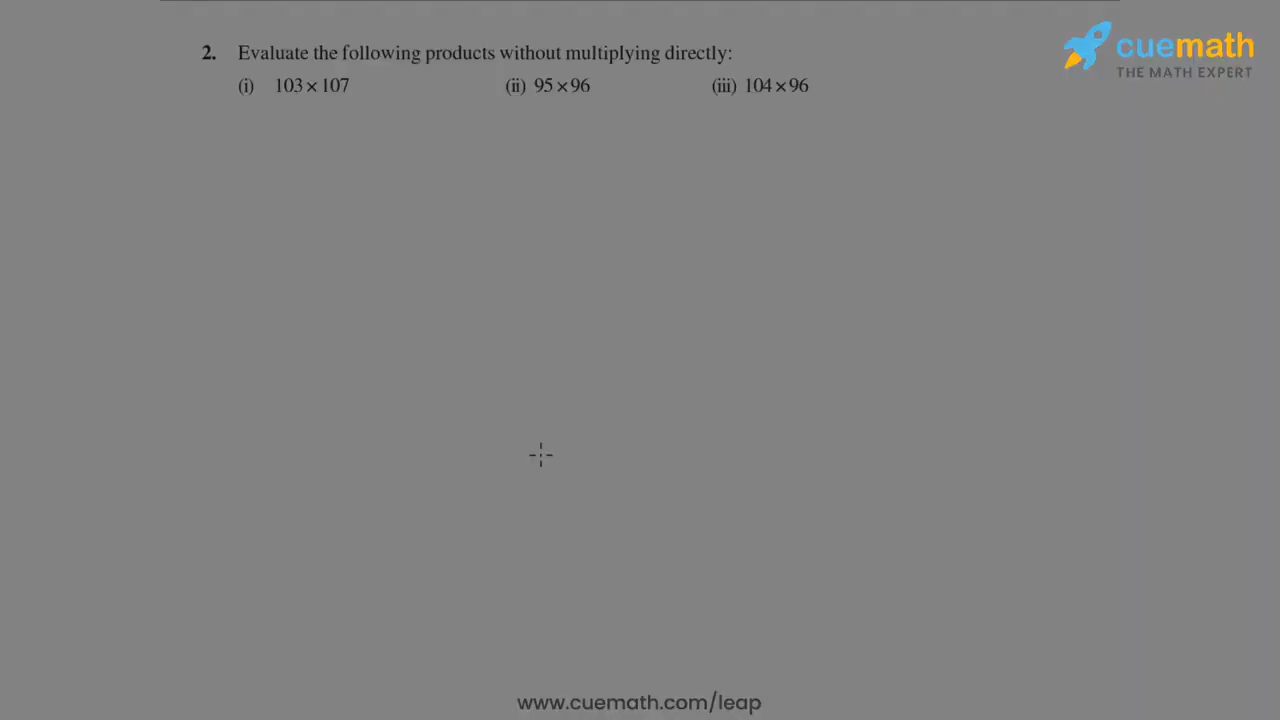 cuemath
THE MATH EXPERT
2. Evaluate the following products without multiplying directly:
(i) 103 × 107 (ii) 95 × 96 (iii) 104 × 96
www.cuemath.com/leap